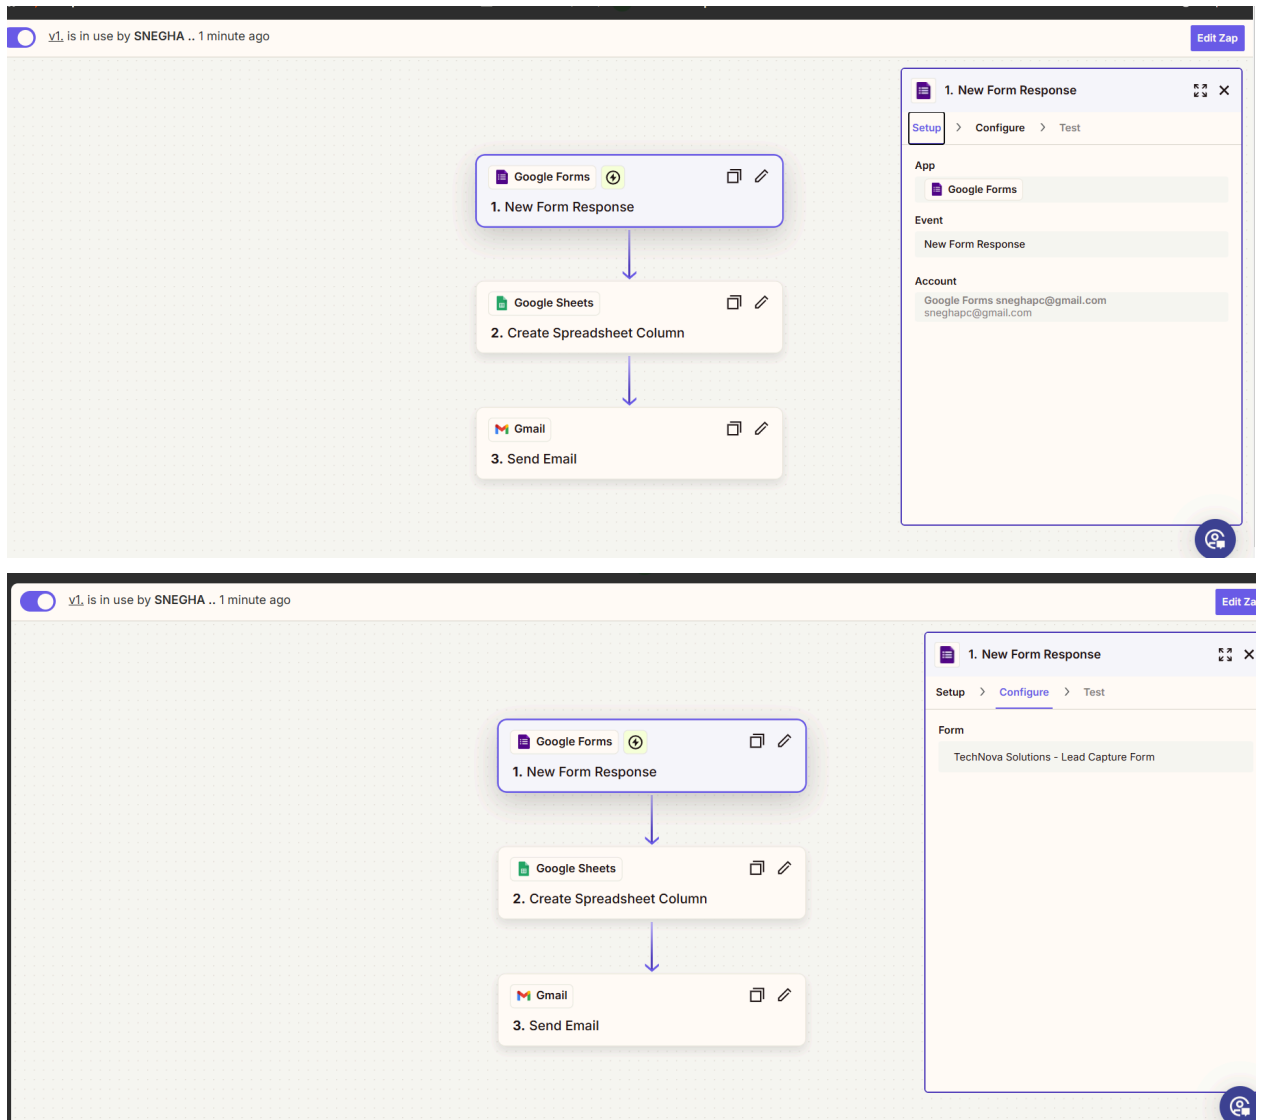 v1. is in use by SNEGHA .. 1 minute ago
Edit Zap
1. New Form Response
Setup > Configure > Test
App
Google Forms
Event
New Form Response
Account
Google Forms sneghapc@gmail.com
sneghapc@gmail.com
Google Forms
1. New Form Response
Google Sheets
2. Create Spreadsheet Column
Gmail
3. Send Email
v1. is in use by SNEGHA .. 1 minute ago
Edit Za
1. New Form Response
Setup > Configure > Test
Form
TechNova Solutions - Lead Capture Form
Google Forms
1. New Form Response
Google Sheets
2. Create Spreadsheet Column
Gmail
3. Send Email